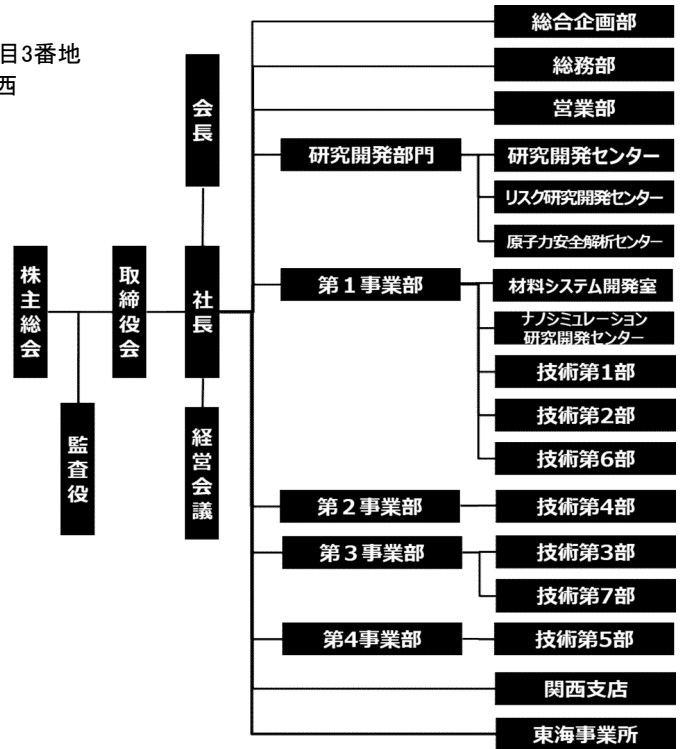 目3番地
西
株主総会
監査役
取締役会
会長
社長
経営会議
総合企画部
総務部
営業部
研究開発部門
研究開発センター
リスク研究開発センター
原子力安全解析センター
第１事業部
材料システム開発室
ナノシミュレーション
研究開発センター
技術第1部
技術第2部
技術第6部
第２事業部
技術第4部
第３事業部
技術第3部
技術第7部
第4事業部
技術第5部
関西支店
東海事業所